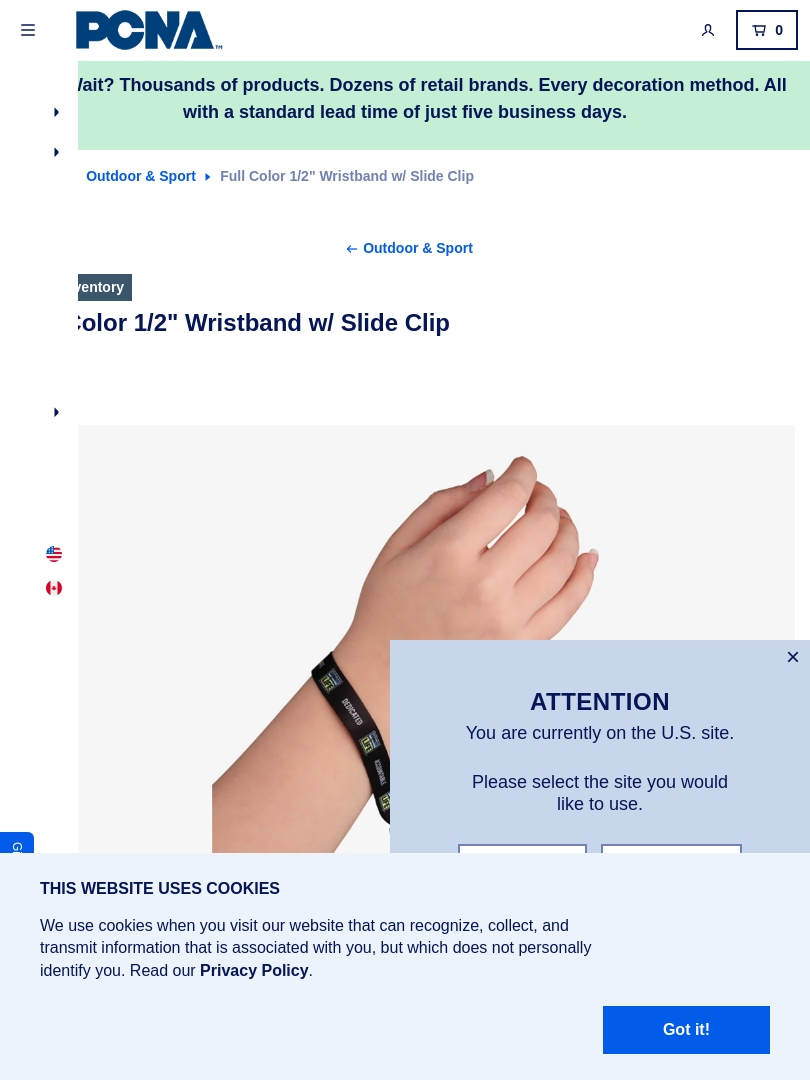 PCNA™
0
Wait? Thousands of products. Dozens of retail brands. Every decoration method. All
with a standard lead time of just five business days.
Outdoor & Sport
Full Color 1/2" Wristband w/ Slide Clip
Outdoor & Sport
Color 1/2" Wristband w/ Slide Clip
DEDICATED
ACCOUNTABLE
ATTENTION
You are currently on the U.S. site.
Please select the site you would
like to use.
THIS WEBSITE USES COOKIES
We use cookies when you visit our website that can recognize, collect, and
transmit information that is associated with you, but which does not personally
identify you. Read our Privacy Policy.
Got it!